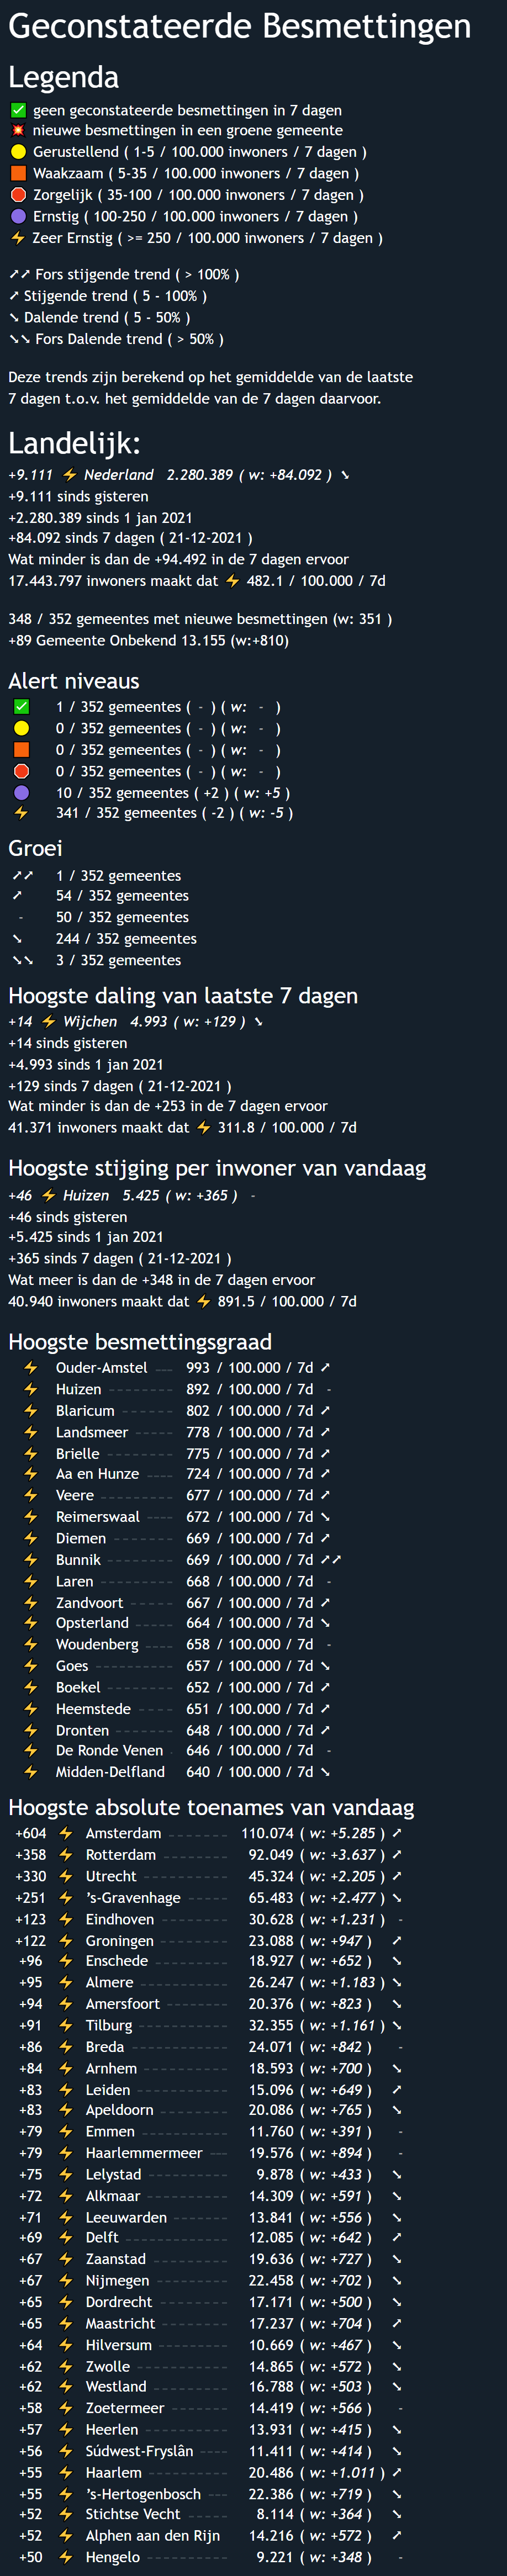 Geconstateerde Besmettingen
Legenda
✅ geen geconstateerde besmettingen in 7 dagen
💥 nieuwe besmettingen in een groene gemeente
🟡 Gerustellend ( 1-5 / 100.000 inwoners / 7 dagen )
🟧 Waakzaam ( 5-35 / 100.000 inwoners / 7 dagen )
🛑 Zorgelijk ( 35-100 / 100.000 inwoners / 7 dagen )
🟣 Ernstig ( 100-250 / 100.000 inwoners / 7 dagen )
⚡ Zeer Ernstig ( >= 250 / 100.000 inwoners / 7 dagen )
➚➚ Fors stijgende trend ( > 100% )
➚ Stijgende trend ( 5 - 100% )
➘ Dalende trend ( 5 - 50% )
➘➘ Fors Dalende trend ( > 50% )
Deze trends zijn berekend op het gemiddelde van de laatste
7 dagen t.o.v. het gemiddelde van de 7 dagen daarvoor.
Landelijk:
+9.111 ⚡ Nederland 2.280.389 ( w: +84.092 ) ➘
+9.111 sinds gisteren
+2.280.389 sinds 1 jan 2021
+84.092 sinds 7 dagen ( 21-12-2021 )
Wat minder is dan de +94.492 in de 7 dagen ervoor
17.443.797 inwoners maakt dat ⚡ 482.1 / 100.000 / 7d
348 / 352 gemeentes met nieuwe besmettingen (w: 351 )
+89 Gemeente Onbekend 13.155 (w:+810)
Alert niveaus
✅ 1 / 352 gemeentes ( - ) ( w: - )
🟡 0 / 352 gemeentes ( - ) ( w: - )
🟧 0 / 352 gemeentes ( - ) ( w: - )
🛑 0 / 352 gemeentes ( - ) ( w: - )
🟣 10 / 352 gemeentes ( +2 ) ( w: +5 )
⚡ 341 / 352 gemeentes ( -2 ) ( w: -5 )
Groei
➚➚ 1 / 352 gemeentes
➚ 54 / 352 gemeentes
- 50 / 352 gemeentes
➘ 244 / 352 gemeentes
➘➘ 3 / 352 gemeentes
Hoogste daling van laatste 7 dagen
+14 ⚡ Wijchen 4.993 ( w: +129 ) ➘
+14 sinds gisteren
+4.993 sinds 1 jan 2021
+129 sinds 7 dagen ( 21-12-2021 )
Wat minder is dan de +253 in de 7 dagen ervoor
41.371 inwoners maakt dat ⚡ 311.8 / 100.000 / 7d
Hoogste stijging per inwoner van vandaag
+46 ⚡ Huizen 5.425 ( w: +365 ) -
+46 sinds gisteren
+5.425 sinds 1 jan 2021
+365 sinds 7 dagen ( 21-12-2021 )
Wat meer is dan de +348 in de 7 dagen ervoor
40.940 inwoners maakt dat ⚡ 891.5 / 100.000 / 7d
Hoogste besmettingsgraad
⚡ Ouder-Amstel 993 / 100.000 / 7d ➚
⚡ Huizen 892 / 100.000 / 7d -
⚡ Blaricum 802 / 100.000 / 7d ➚
⚡ Landsmeer 778 / 100.000 / 7d ➚
⚡ Brielle 775 / 100.000 / 7d ➚
⚡ Aa en Hunze 724 / 100.000 / 7d ➚
⚡ Veere 677 / 100.000 / 7d ➚
⚡ Reimerswaal 672 / 100.000 / 7d ➘
⚡ Diemen 669 / 100.000 / 7d ➚
⚡ Bunnik 669 / 100.000 / 7d ➚➚
⚡ Laren 668 / 100.000 / 7d -
⚡ Zandvoort 667 / 100.000 / 7d ➚
⚡ Opsterland 664 / 100.000 / 7d ➘
⚡ Woudenberg 658 / 100.000 / 7d -
⚡ Goes 657 / 100.000 / 7d ➘
⚡ Boekel 652 / 100.000 / 7d ➚
⚡ Heemstede 651 / 100.000 / 7d ➚
⚡ Dronten 648 / 100.000 / 7d ➚
⚡ De Ronde Venen 646 / 100.000 / 7d -
⚡ Midden-Delfland 640 / 100.000 / 7d ➘
Hoogste absolute toenames van vandaag
+604 ⚡ Amsterdam 110.074 ( w: +5.285 ) ➚
+358 ⚡ Rotterdam 92.049 ( w: +3.637 ) ➚
+330 ⚡ Utrecht 45.324 ( w: +2.205 ) ➚
+251 ⚡ 's-Gravenhage 65.483 ( w: +2.477 ) ➘
+123 ⚡ Eindhoven 30.628 ( w: +1.231 ) -
+122 ⚡ Groningen 23.088 ( w: +947 ) ➚
+96 ⚡ Enschede 18.927 ( w: +652 ) ➘
+95 ⚡ Almere 26.247 ( w: +1.183 ) ➘
+94 ⚡ Amersfoort 20.376 ( w: +823 ) ➘
+91 ⚡ Tilburg 32.355 ( w: +1.161 ) ➘
+86 ⚡ Breda 24.071 ( w: +842 ) -
+84 ⚡ Arnhem 18.593 ( w: +700 ) ➘
+83 ⚡ Leiden 15.096 ( w: +649 ) ➚
+83 ⚡ Apeldoorn 20.086 ( w: +765 ) ➘
+79 ⚡ Emmen 11.760 ( w: +391 ) -
+79 ⚡ Haarlemmermeer 19.576 ( w: +894 ) -
+75 ⚡ Lelystad 9.878 ( w: +433 ) ➘
+72 ⚡ Alkmaar 14.309 ( w: +591 ) ➘
+71 ⚡ Leeuwarden 13.841 ( w: +556 ) ➘
+69 ⚡ Delft 12.085 ( w: +642 ) ➚
+67 ⚡ Zaanstad 19.636 ( w: +727 ) ➘
+67 ⚡ Nijmegen 22.458 ( w: +702 ) ➘
+65 ⚡ Dordrecht 17.171 ( w: +500 ) ➘
+65 ⚡ Maastricht 17.237 ( w: +704 ) ➚
+64 ⚡ Hilversum 10.669 ( w: +467 ) ➘
+62 ⚡ Zwolle 14.865 ( w: +572 ) ➘
+62 ⚡ Westland 16.788 ( w: +503 ) ➘
+58 ⚡ Zoetermeer 14.419 ( w: +566 ) -
+57 ⚡ Heerlen 13.931 ( w: +415 ) ➘
+56 ⚡ Súdwest-Fryslân 11.411 ( w: +414 ) ➘
+55 ⚡ Haarlem 20.486 ( w: +1.011 ) ➚
+55 ⚡ 's-Hertogenbosch 22.386 ( w: +719 ) ➘
+52 ⚡ Stichtse Vecht 8.114 ( w: +364 ) ➘
+52 ⚡ Alphen aan den Rijn 14.216 ( w: +572 ) ➚
+50 ⚡ Hengelo 9.221 ( w: +348 ) -